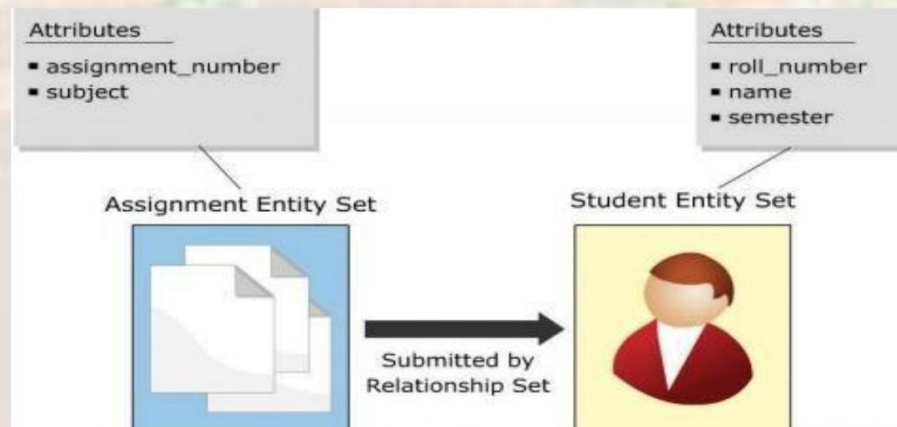 Attributes
▪ assignment_number
▪ subject
Attributes
▪ roll_number
▪ name
▪ semester
Assignment Entity Set
Student Entity Set
Submitted by
Relationship Set